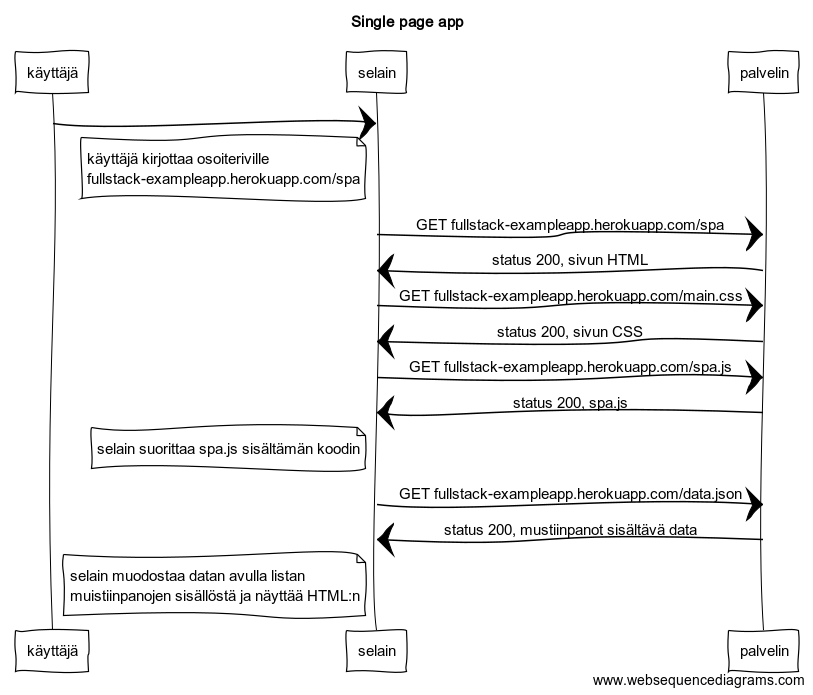 Single page app
käyttäjä
selain
palvelin
käyttäjä kirjottaa osoiteriville
fullstack-exampleapp.herokuapp.com/spa
GET fullstack-exampleapp.herokuapp.com/spa
status 200, sivun HTML
GET fullstack-exampleapp.herokuapp.com/main.css
status 200, sivun CSS
GET fullstack-exampleapp.herokuapp.com/spa.js
status 200, spa.js
selain suorittaa spa.js sisältämän koodin
GET fullstack-exampleapp.herokuapp.com/data.json
status 200, mustiinpanot sisältävä data
selain muodostaa datan avulla listan
muistiinpanojen sisällöstä ja näyttää HTML:n
käyttäjä
selain
palvelin
www.websequencediagrams.com